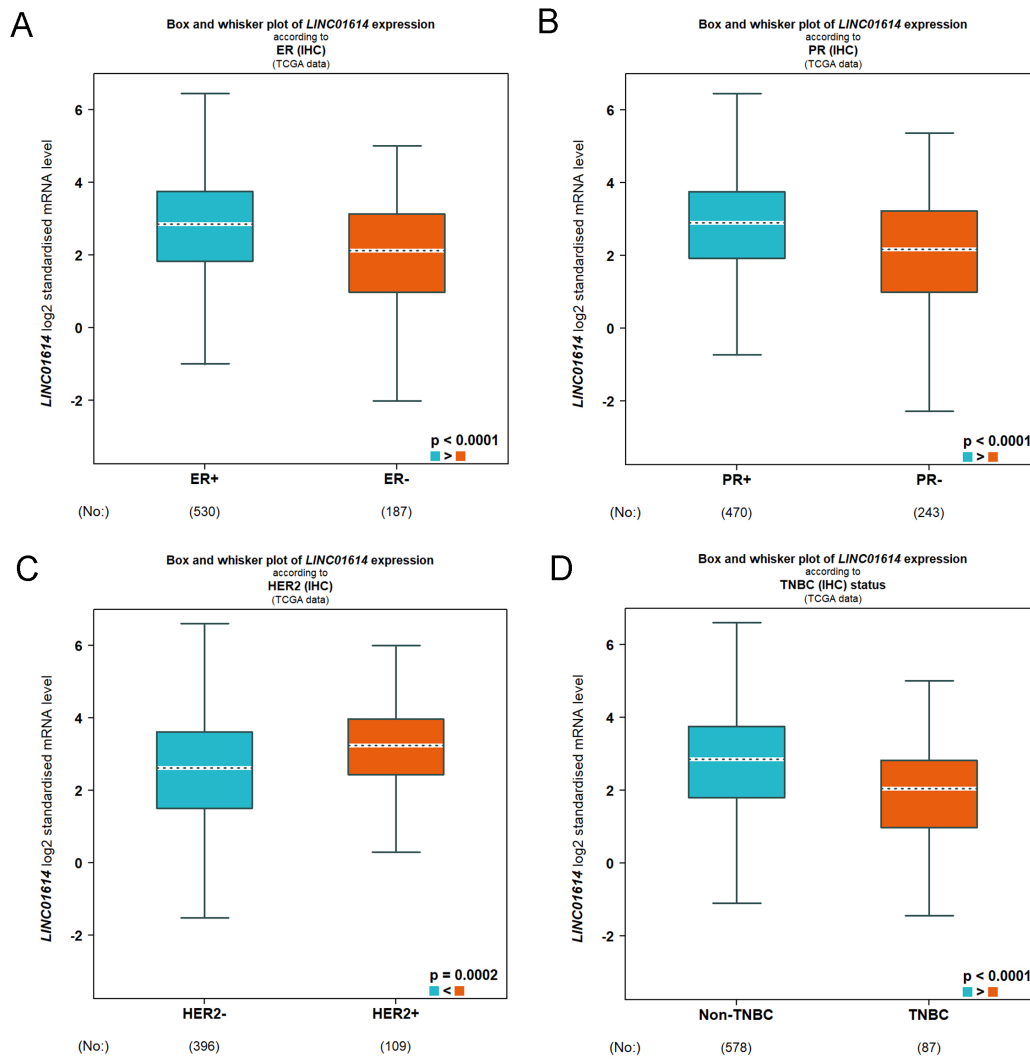 A
Box and whisker plot of LINC01614 expression
according to
ER (IHC)
(TCGA data)
LINC01614 log2 standardised mRNA level
6
4
2
0
-2
p < 0.0001
>
ER+ ER-
(No:) (530) (187)
B
Box and whisker plot of LINC01614 expression
according to
PR (IHC)
(TCGA data)
LINC01614 log2 standardised mRNA level
6
4
2
0
-2
p < 0.0001
>
PR+ PR-
(No:) (470) (243)
C
Box and whisker plot of LINC01614 expression
according to
HER2 (IHC)
(TCGA data)
LINC01614 log2 standardised mRNA level
6
4
2
0
-2
p = 0.0002
<
HER2- HER2+
(No:) (396) (109)
D
Box and whisker plot of LINC01614 expression
according to
TNBC (IHC) status
(TCGA data)
LINC01614 log2 standardised mRNA level
6
4
2
0
-2
p < 0.0001
>
Non-TNBC TNBC
(No:) (578) (87)